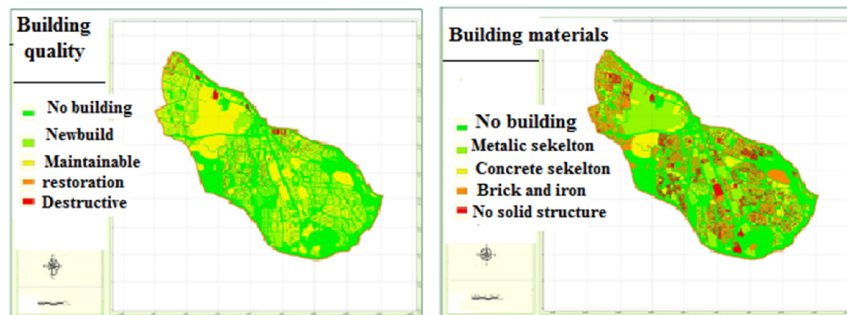 Building
quality
No building
Newbuild
Maintainable
restoration
Destructive
Building materials
No building
Metalic sekelton
Concrete sekelton
Brick and iron
No solid structure